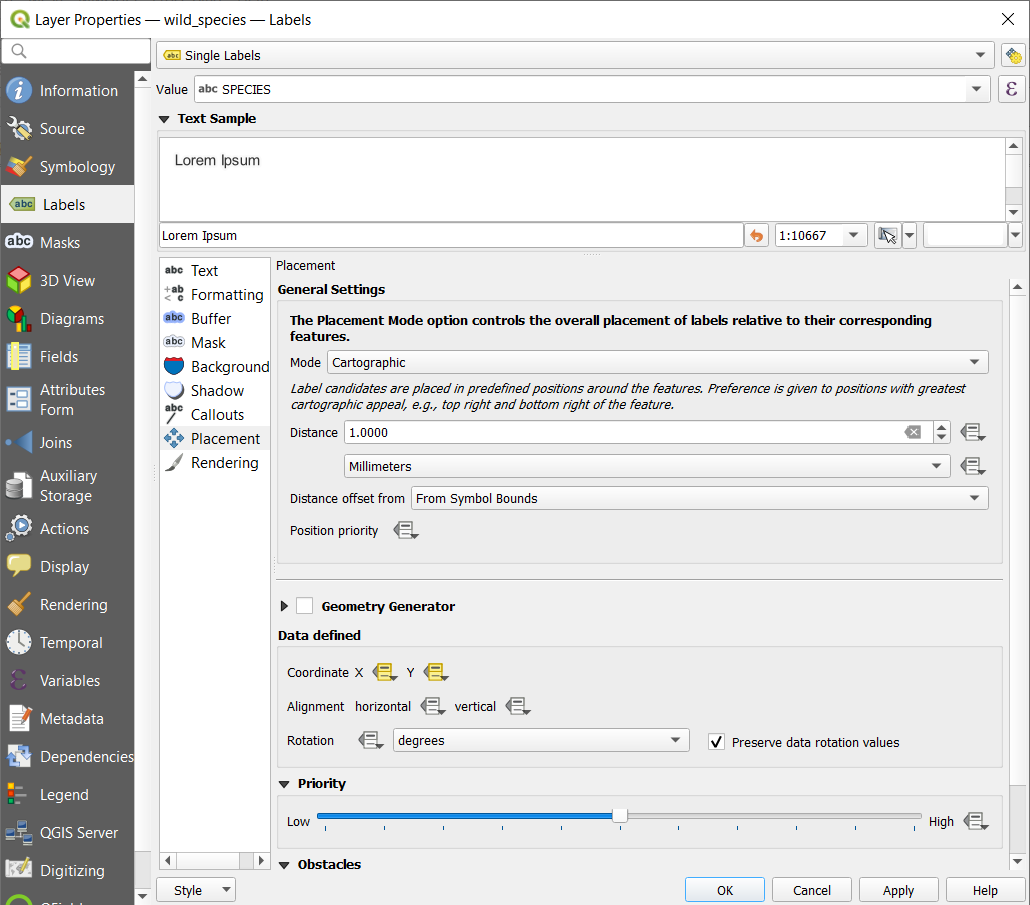 Layer Properties — wild_species — Labels
Information
Source
Symbology
abc Labels
abc Masks
3D View
Diagrams
Fields
Attributes
Form
Joins
Auxiliary
Storage
Actions
Display
Rendering
Temporal
Variables
Metadata
Dependencies
Legend
QGIS Server
Digitizing
abc Single Labels
Value abc SPECIES ε
Text Sample
Lorem Ipsum
Lorem Ipsum 1:10667
abc Text
Formatting
abc Buffer
abc Mask
Background
Shadow
abc Callouts
Placement
Rendering
Placement
General Settings
The Placement Mode option controls the overall placement of labels relative to their corresponding
features.
Mode Cartographic
Label candidates are placed in predefined positions around the features. Preference is given to positions with greatest
cartographic appeal, e.g., top right and bottom right of the feature.
Distance 1.0000
Millimeters
Distance offset from From Symbol Bounds
Position priority
Geometry Generator
Data defined
Coordinate X Y
Alignment horizontal vertical
Rotation degrees Preserve data rotation values
Priority
Low High
Obstacles
Style OK Cancel Apply Help